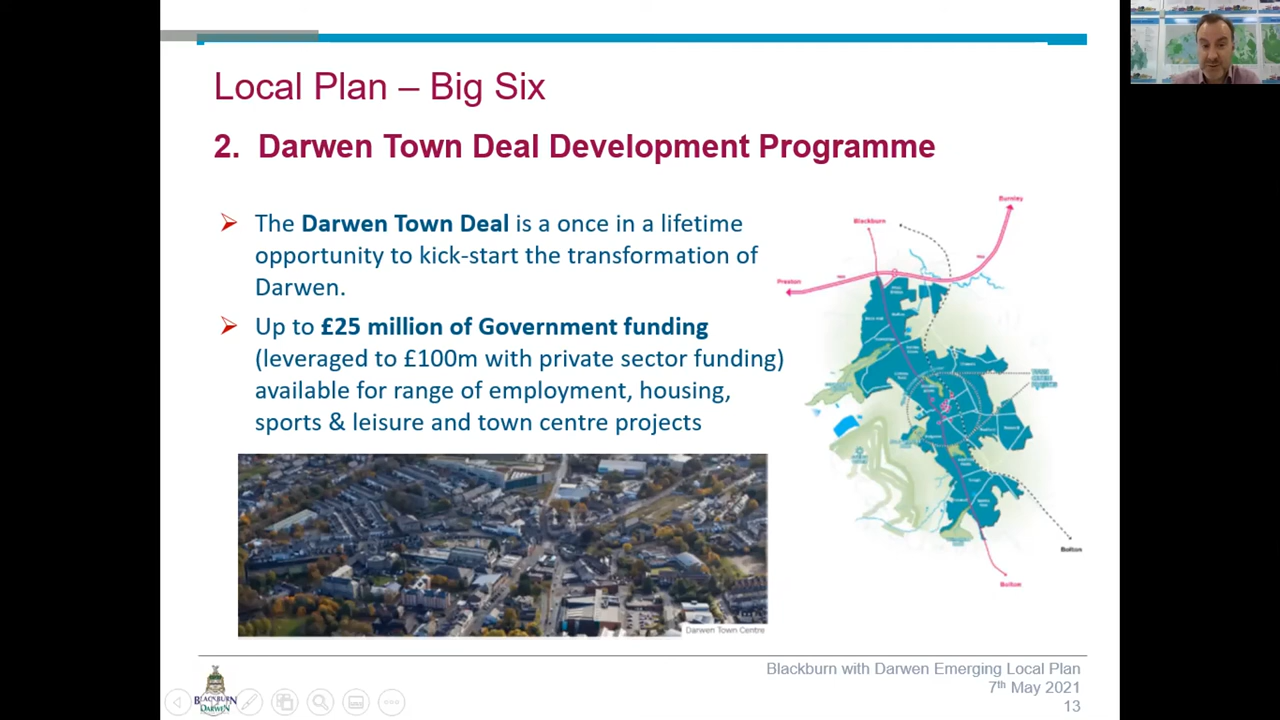 Local Plan – Big Six
2. Darwen Town Deal Development Programme
The Darwen Town Deal is a once in a lifetime
opportunity to kick-start the transformation of
Darwen.
Up to £25 million of Government funding
(leveraged to £100m with private sector funding)
available for range of employment, housing,
sports & leisure and town centre projects
Burnley
Blackburn
Preston
Bolton
Bolton
Darwen Town Centre
BLACKBURN
DARWEN
Blackburn with Darwen Emerging Local Plan
7th May 2021
13